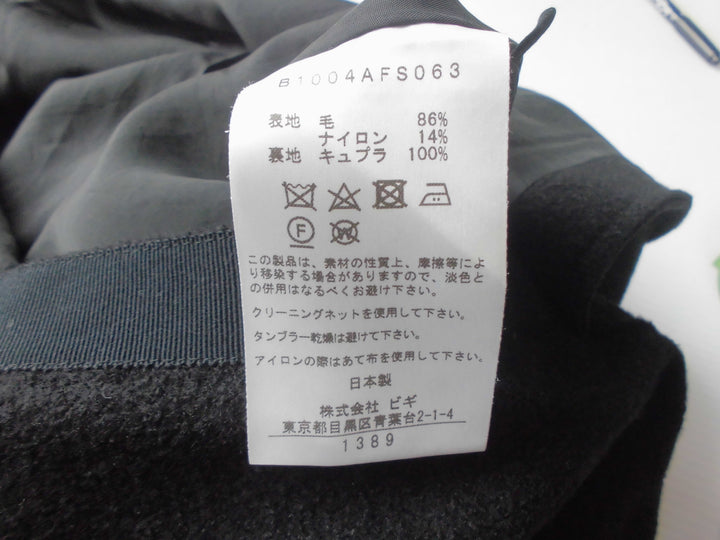 B1004AFS063
表地 毛 86%
ナイロン 14%
裏地 キュプラ 100%
F W
この製品は、素材の性質上、摩擦等によ
り移染する場合がありますので、淡色と
の併用はなるべくお避け下さい。
クリーニングネットを使用して下さい。
タンブラー乾燥は避けて下さい。
アイロンの際はあて布を使用して下さい。
日本製
株式会社 ビギ
東京都目黒区青葉台2-1-4
1389